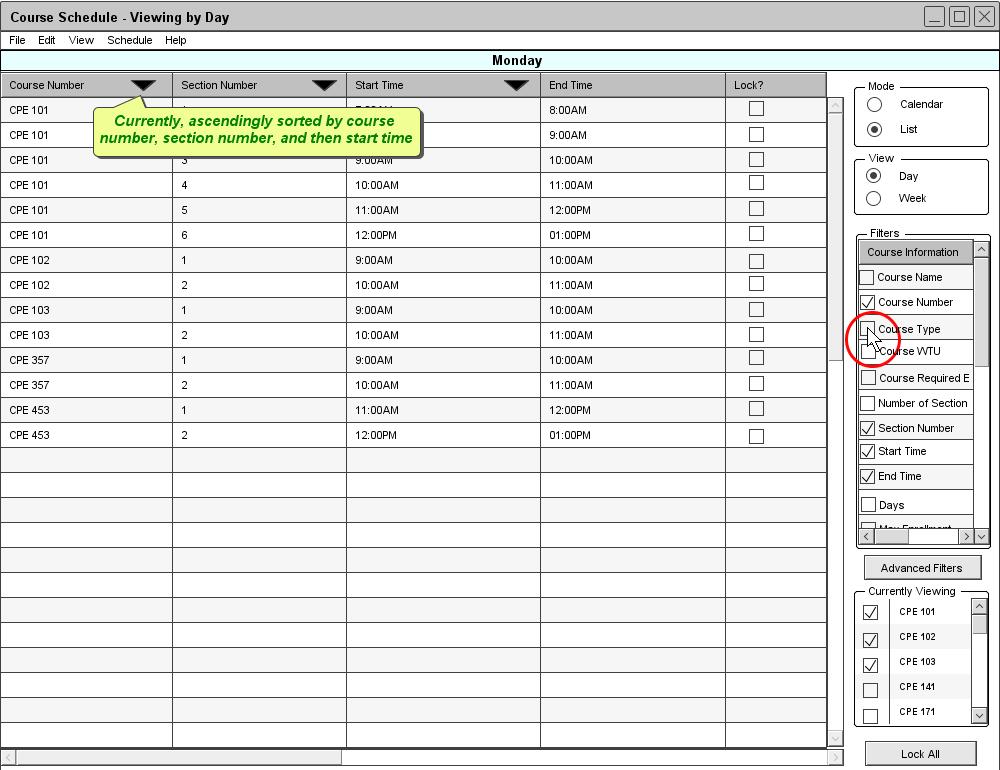 Course Schedule - Viewing by Day
File Edit View Schedule Help
Monday
Course Number Section Number Start Time End Time Lock?
CPE 101 8:00AM
Currently, ascendingly sorted by course
number, section number, and then start time
CPE 101 9:00AM
CPE 101 3 9:00AM 10:00AM
CPE 101 4 10:00AM 11:00AM
CPE 101 5 11:00AM 12:00PM
CPE 101 6 12:00PM 01:00PM
CPE 102 1 9:00AM 10:00AM
CPE 102 2 10:00AM 11:00AM
CPE 103 1 9:00AM 10:00AM
CPE 103 2 10:00AM 11:00AM
CPE 357 1 9:00AM 10:00AM
CPE 357 2 10:00AM 11:00AM
CPE 453 1 11:00AM 12:00PM
CPE 453 2 12:00PM 01:00PM
Mode
Calendar
List
View
Day
Week
Filters
Course Information
Course Name
Course Number
Course Type
Course WTU
Course Required E
Number of Section
Section Number
Start Time
End Time
Days
Max Enrollment
Advanced Filters
Currently Viewing
CPE 101
CPE 102
CPE 103
CPE 141
CPE 171
Lock All